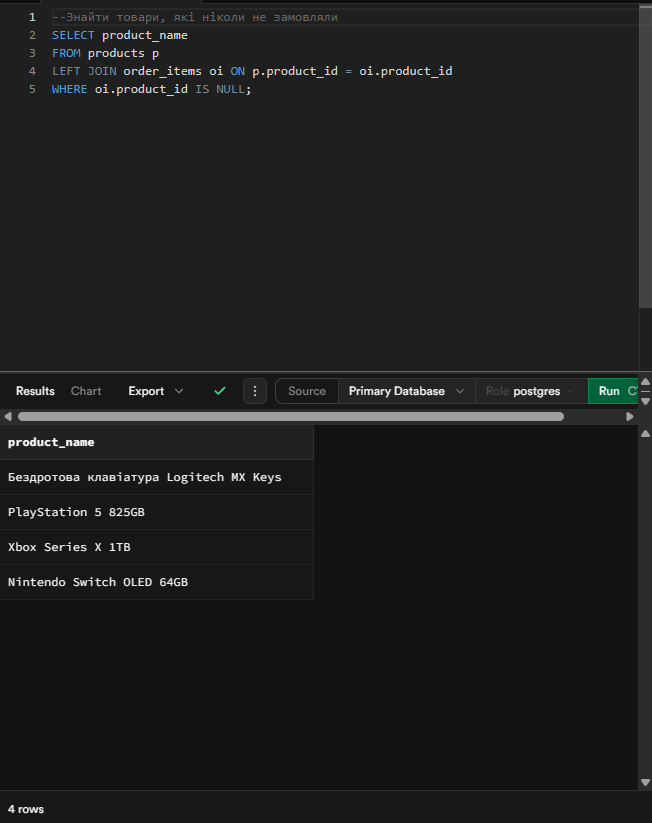 1 --Знайти товари, які ніколи не замовляли
2 SELECT product_name
3 FROM products p
4 LEFT JOIN order_items oi ON p.product_id = oi.product_id
5 WHERE oi.product_id IS NULL;
Results Chart Export Source Primary Database Role postgres Run
product_name
Бездротова клавіатура Logitech MX Keys
PlayStation 5 825GB
Xbox Series X 1TB
Nintendo Switch OLED 64GB
4 rows